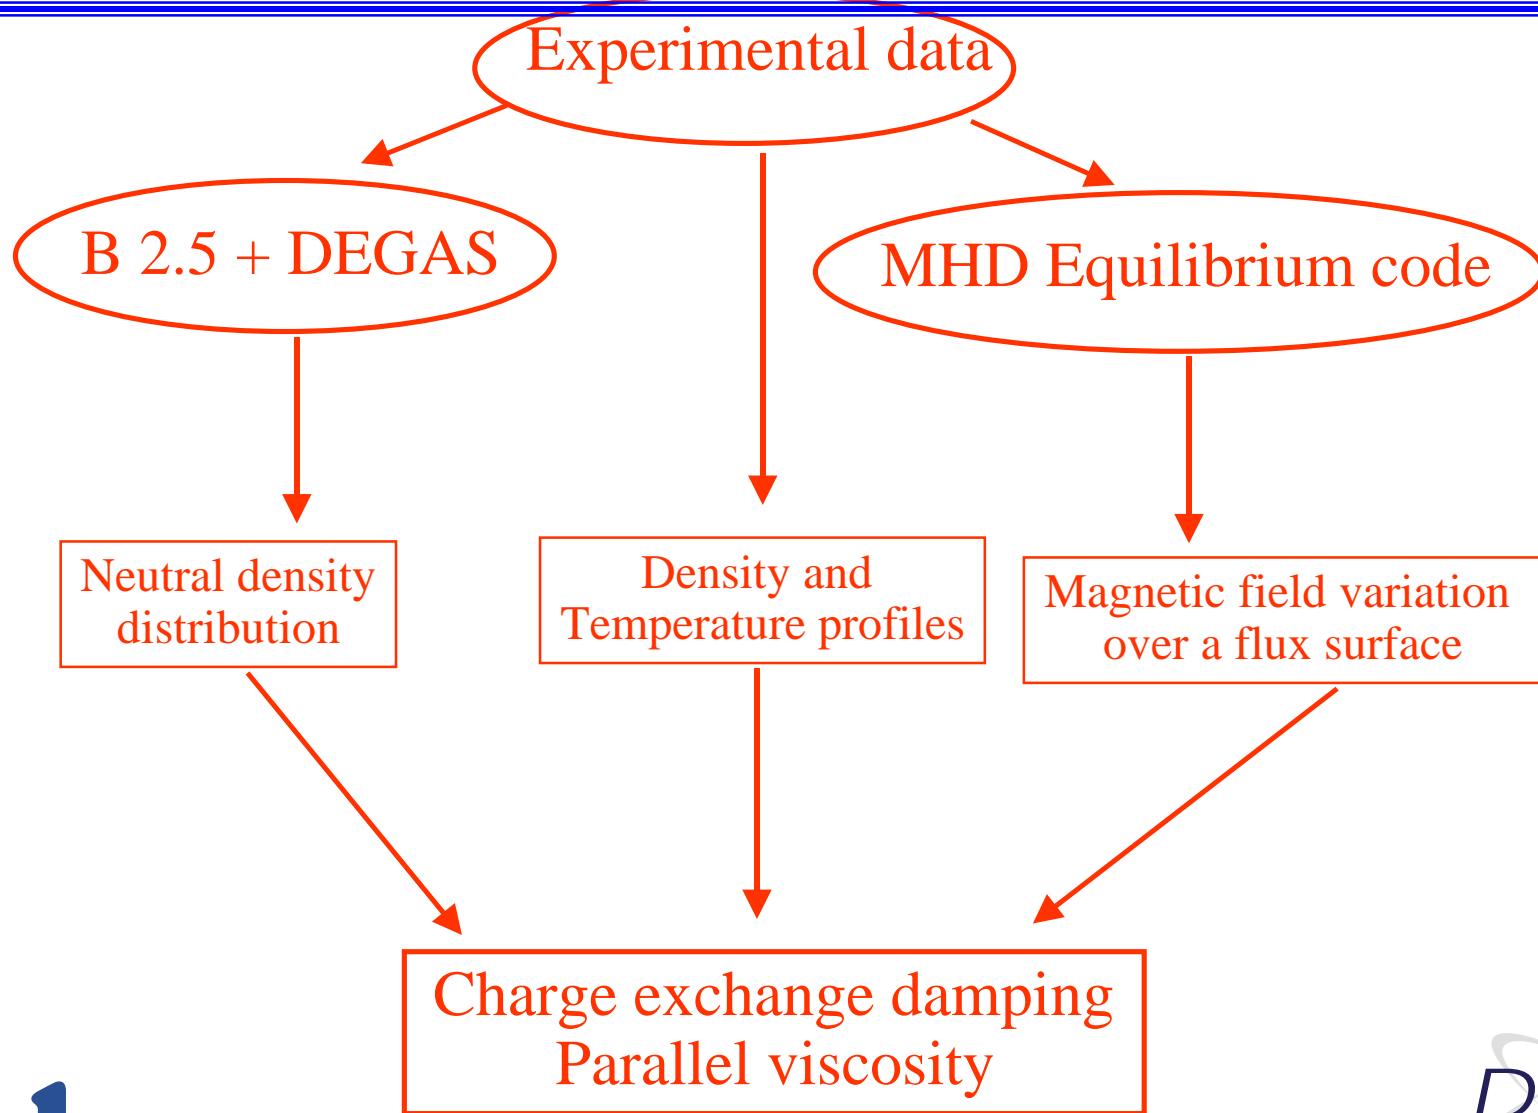 Experimental data
B 2.5 + DEGAS
MHD Equilibrium code
Neutral density
distribution
Density and
Temperature profiles
Magnetic field variation
over a flux surface
Charge exchange damping
Parallel viscosity